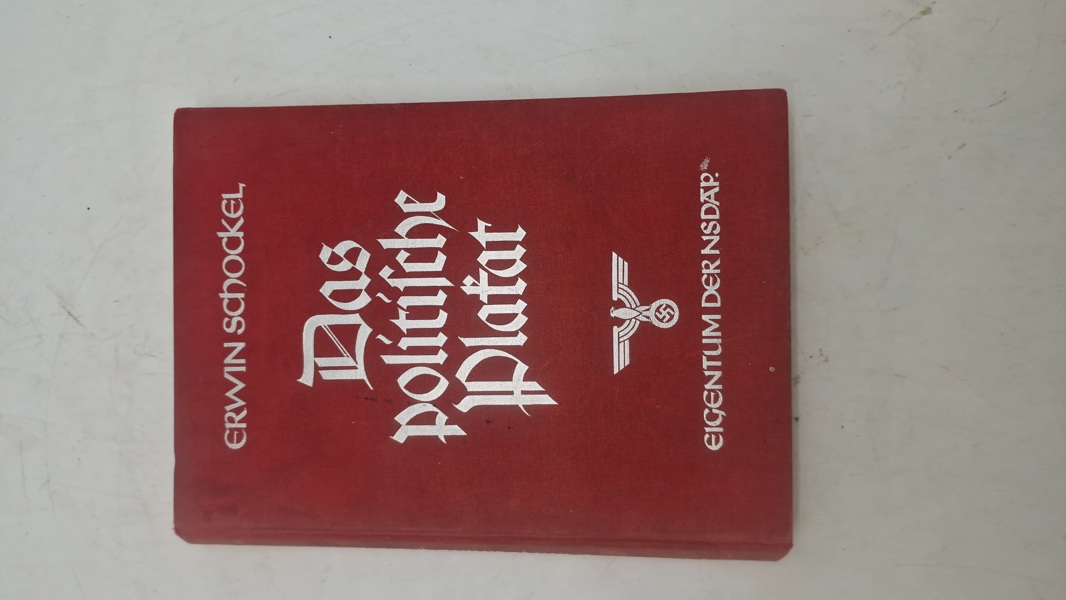 ERWIN SCHOCKEL
Das
politische
Plakat
EIGENTUM DER NSDAP.